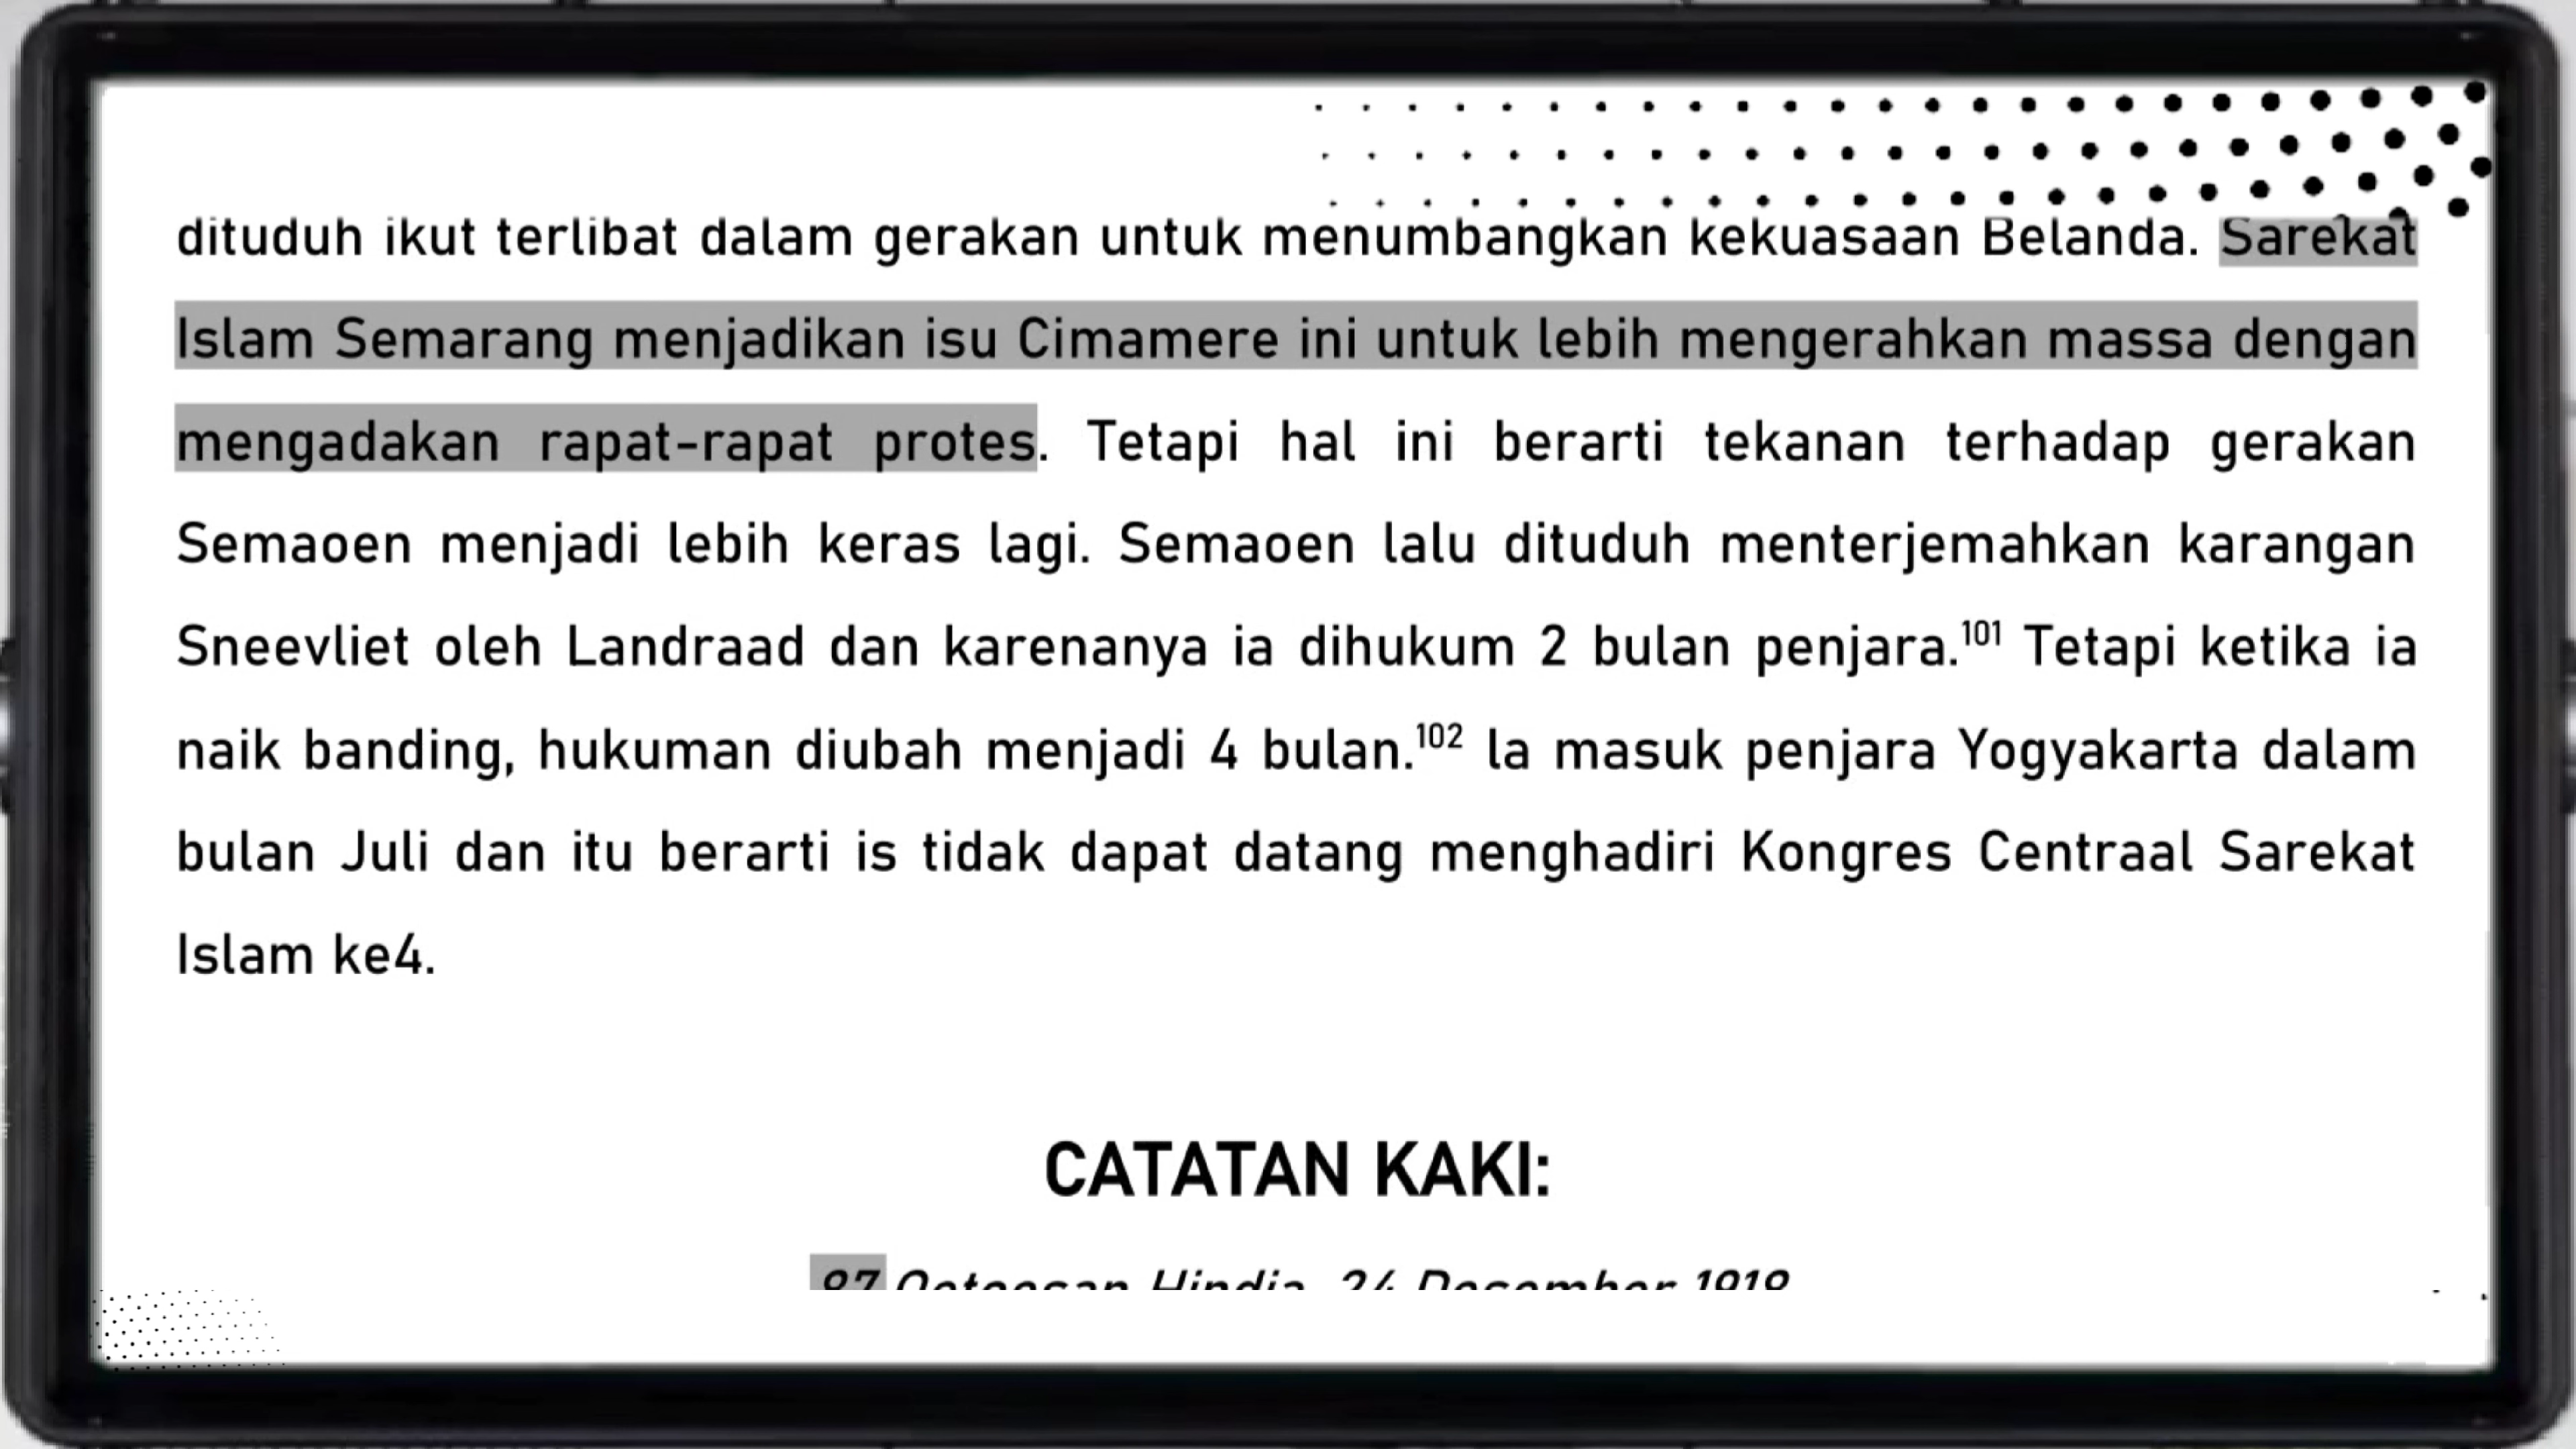 dituduh ikut terlibat dalam gerakan untuk menumbangkan kekuasaan Belanda. Sarekat
Islam Semarang menjadikan isu Cimamere ini untuk lebih mengerahkan massa dengan
mengadakan rapat-rapat protes. Tetapi hal ini berarti tekanan terhadap gerakan
Semaoen menjadi lebih keras lagi. Semaoen lalu dituduh menterjemahkan karangan
Sneevliet oleh Landraad dan karenanya ia dihukum 2 bulan penjara.101 Tetapi ketika ia
naik banding, hukuman diubah menjadi 4 bulan.102 la masuk penjara Yogyakarta dalam
bulan Juli dan itu berarti is tidak dapat datang menghadiri Kongres Centraal Sarekat
Islam ke4.
CATATAN KAKI:
Hindia, 24 Desember